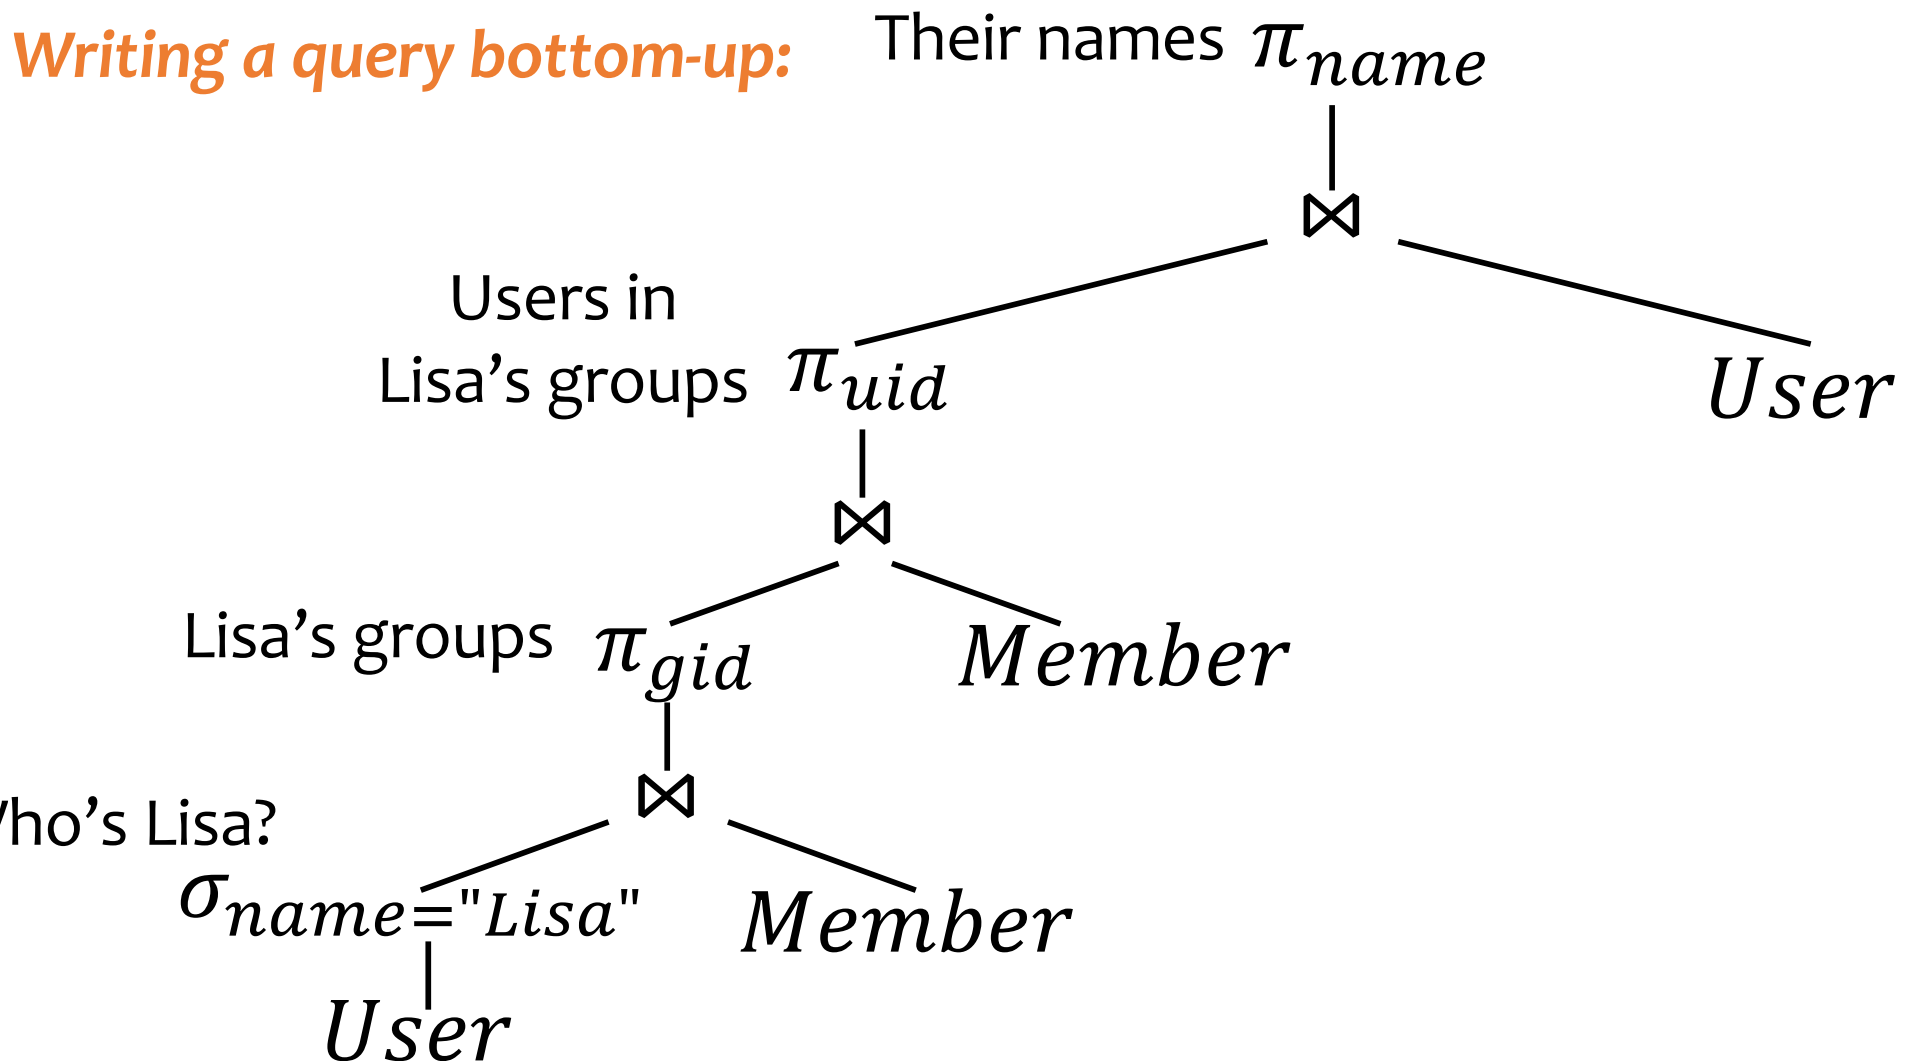 Writing a query bottom-up:
Their names π_name
⋈
Users in
Lisa’s groups π_uid
User
⋈
Lisa’s groups π_gid
Member
⋈
Who’s Lisa?
σ_name="Lisa"
Member
User